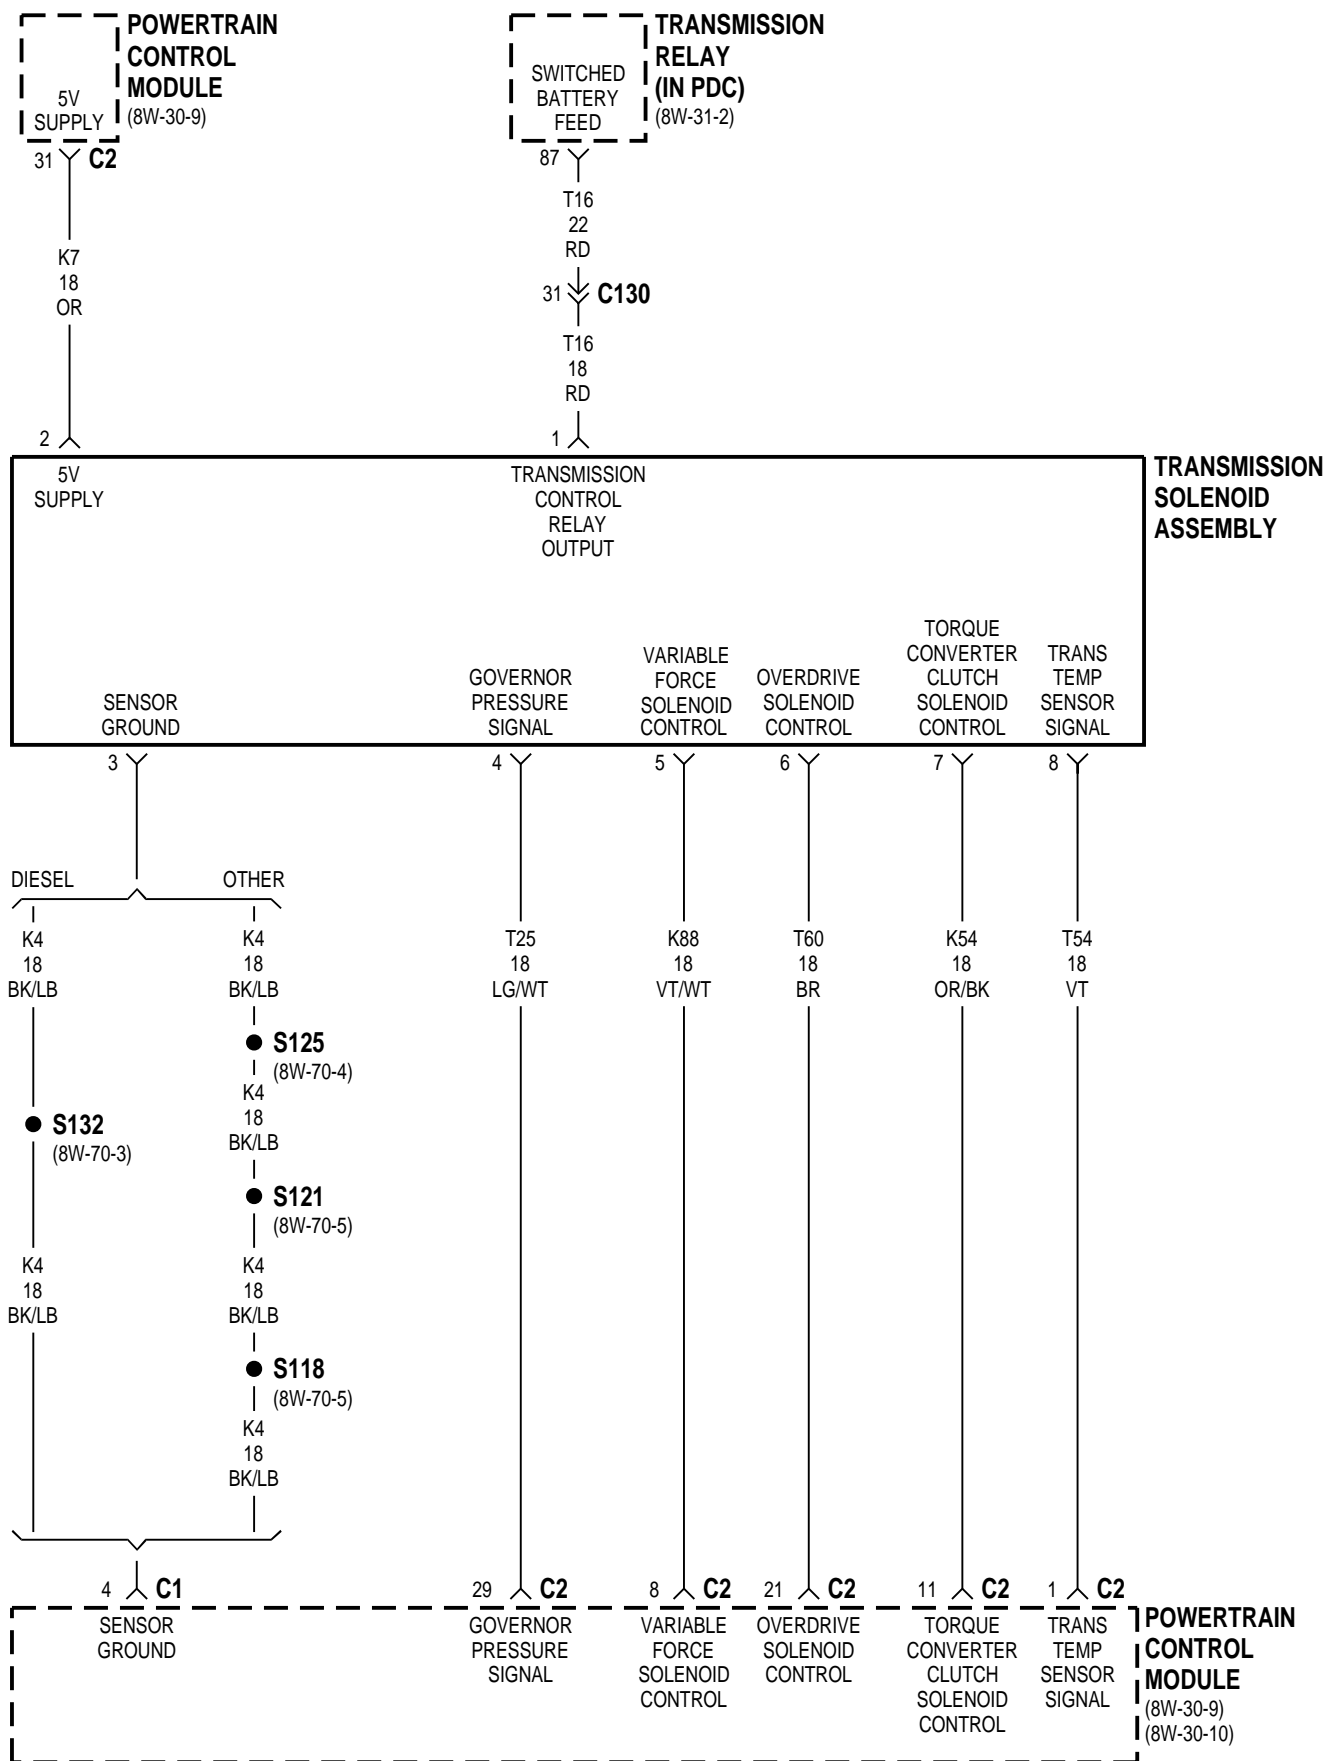 POWERTRAIN
CONTROL
MODULE
(8W-30-9)
5V
SUPPLY
31
C2
K7
18
OR
2
TRANSMISSION
RELAY
(IN PDC)
(8W-31-2)
SWITCHED
BATTERY
FEED
87
T16
22
RD
31
C130
T16
18
RD
1
5V
SUPPLY
TRANSMISSION
CONTROL
RELAY
OUTPUT
TRANSMISSION
SOLENOID
ASSEMBLY
SENSOR
GROUND
GOVERNOR
PRESSURE
SIGNAL
VARIABLE
FORCE
SOLENOID
CONTROL
OVERDRIVE
SOLENOID
CONTROL
TORQUE
CONVERTER
CLUTCH
SOLENOID
CONTROL
TRANS
TEMP
SENSOR
SIGNAL
3
4
5
6
7
8
DIESEL
OTHER
K4
18
BK/LB
S132
(8W-70-3)
K4
18
BK/LB
K4
18
BK/LB
S125
(8W-70-4)
K4
18
BK/LB
S121
(8W-70-5)
K4
18
BK/LB
S118
(8W-70-5)
K4
18
BK/LB
T25
18
LG/WT
K88
18
VT/WT
T60
18
BR
K54
18
OR/BK
T54
18
VT
4
C1
29
C2
8
C2
21
C2
11
C2
1
C2
SENSOR
GROUND
GOVERNOR
PRESSURE
SIGNAL
VARIABLE
FORCE
SOLENOID
CONTROL
OVERDRIVE
SOLENOID
CONTROL
TORQUE
CONVERTER
CLUTCH
SOLENOID
CONTROL
TRANS
TEMP
SENSOR
SIGNAL
POWERTRAIN
CONTROL
MODULE
(8W-30-9)
(8W-30-10)